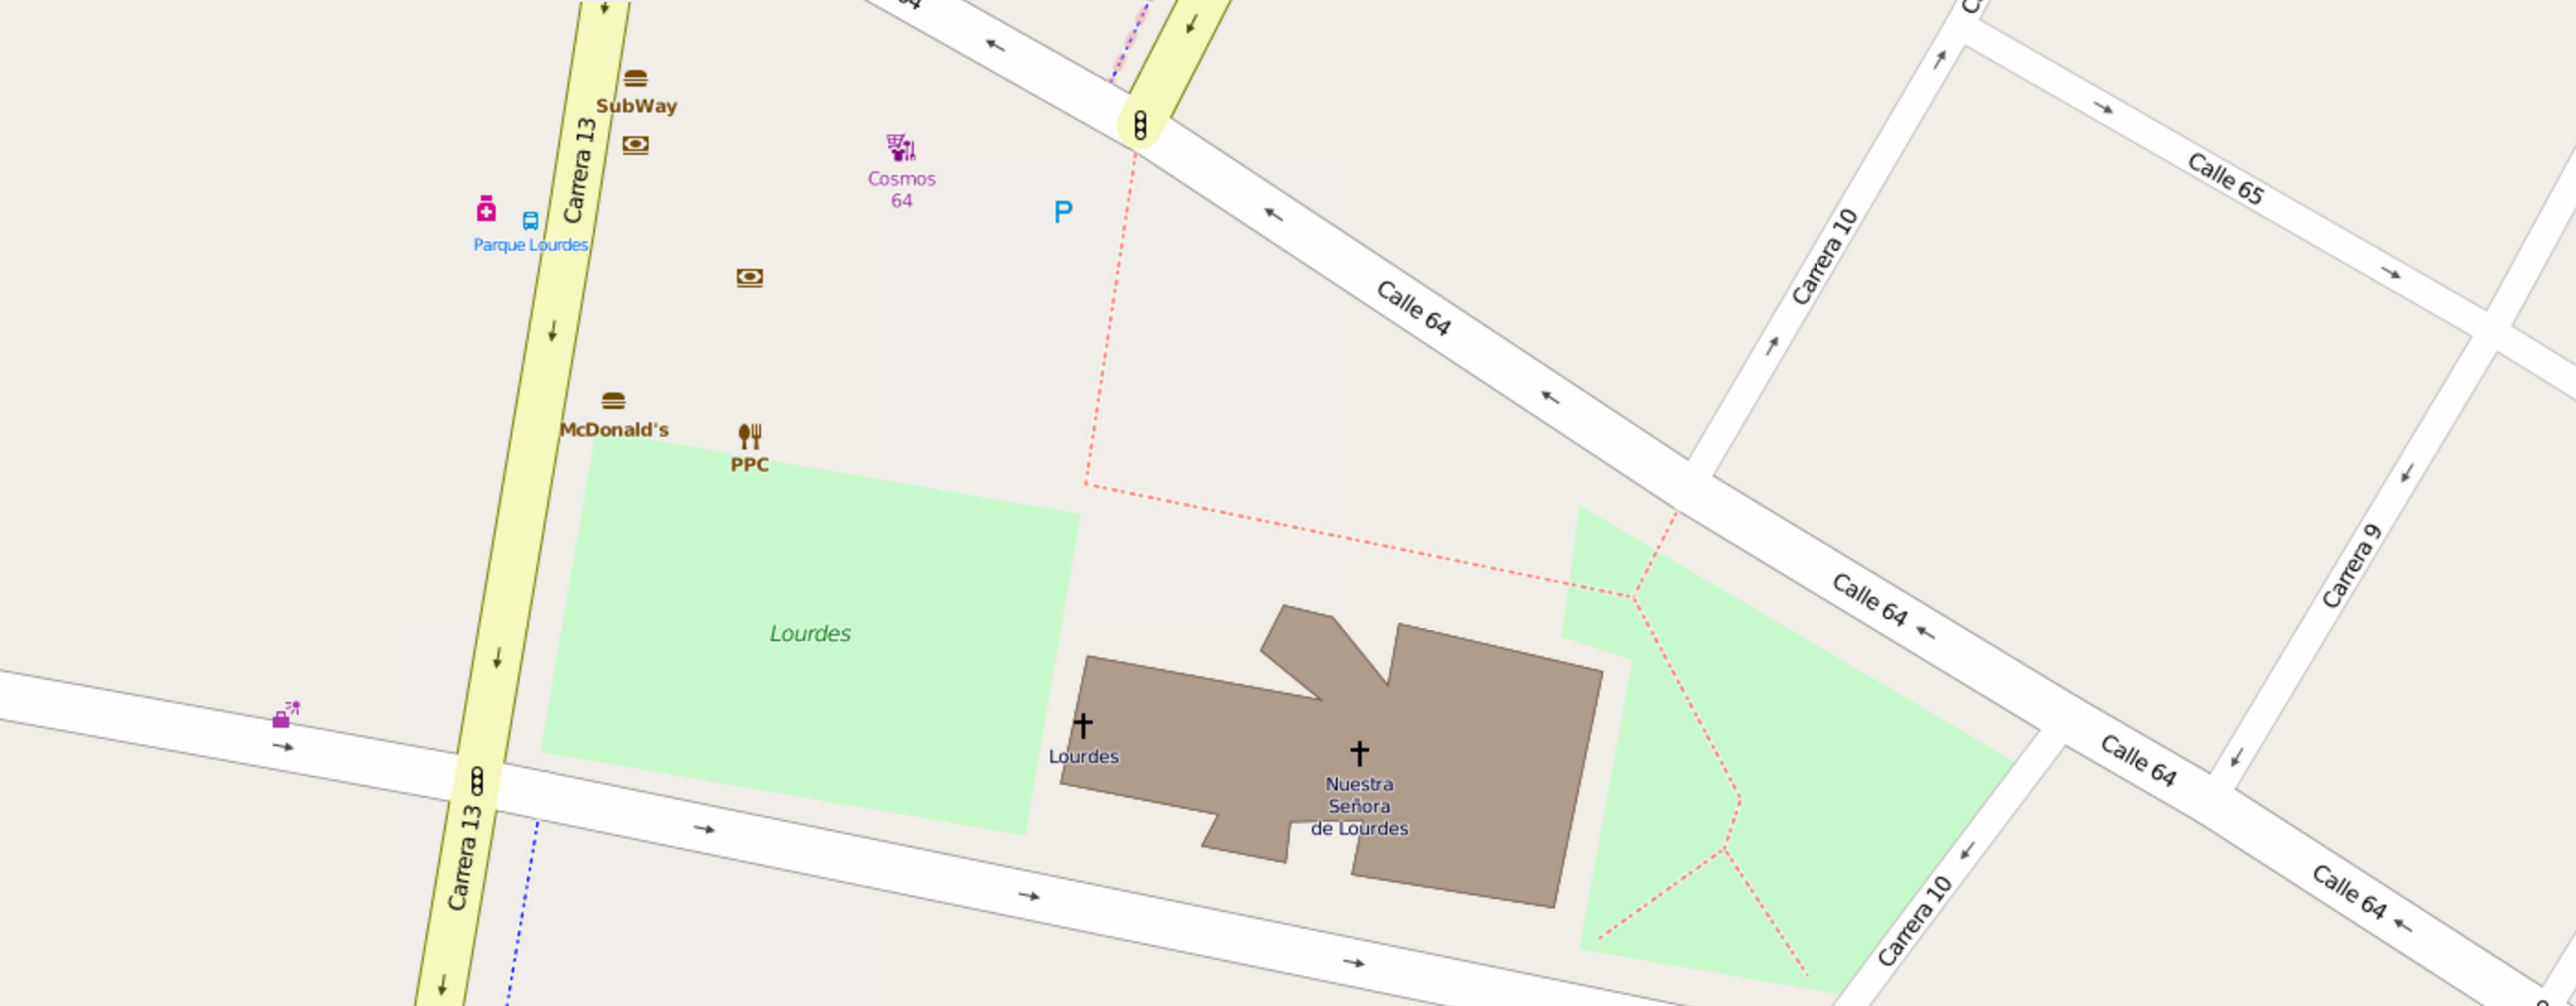 64
SubWay
Carrera 13
Cosmos
64
P
Parque Lourdes
Calle 65
Carrera 10
Calle 64
McDonald's
PPC
Carrera 9
Calle 64
Lourdes
Lourdes
Nuestra
Señora
de Lourdes
Calle 64
Carrera 13
Carrera 10
Calle 64